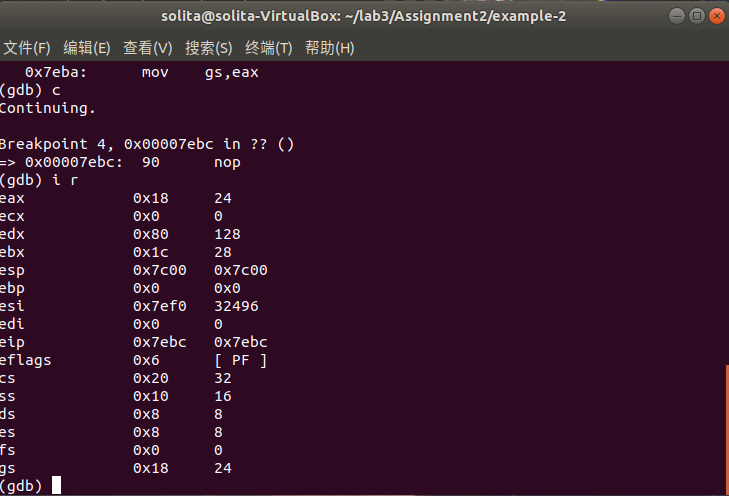 solita@solita-VirtualBox: ~/lab3/Assignment2/example-2
文件(F) 编辑(E) 查看(V) 搜索(S) 终端(T) 帮助(H)
   0x7eba:      mov    gs,eax
(gdb) c
Continuing.

Breakpoint 4, 0x00007ebc in ?? ()
=> 0x00007ebc:  90      nop
(gdb) i r
eax            0x18     24
ecx            0x0      0
edx            0x80     128
ebx            0x1c     28
esp            0x7c00   0x7c00
ebp            0x0      0x0
esi            0x7ef0   32496
edi            0x0      0
eip            0x7ebc   0x7ebc
eflags         0x6      [ PF ]
cs             0x20     32
ss             0x10     16
ds             0x8      8
es             0x8      8
fs             0x0      0
gs             0x18     24
(gdb)